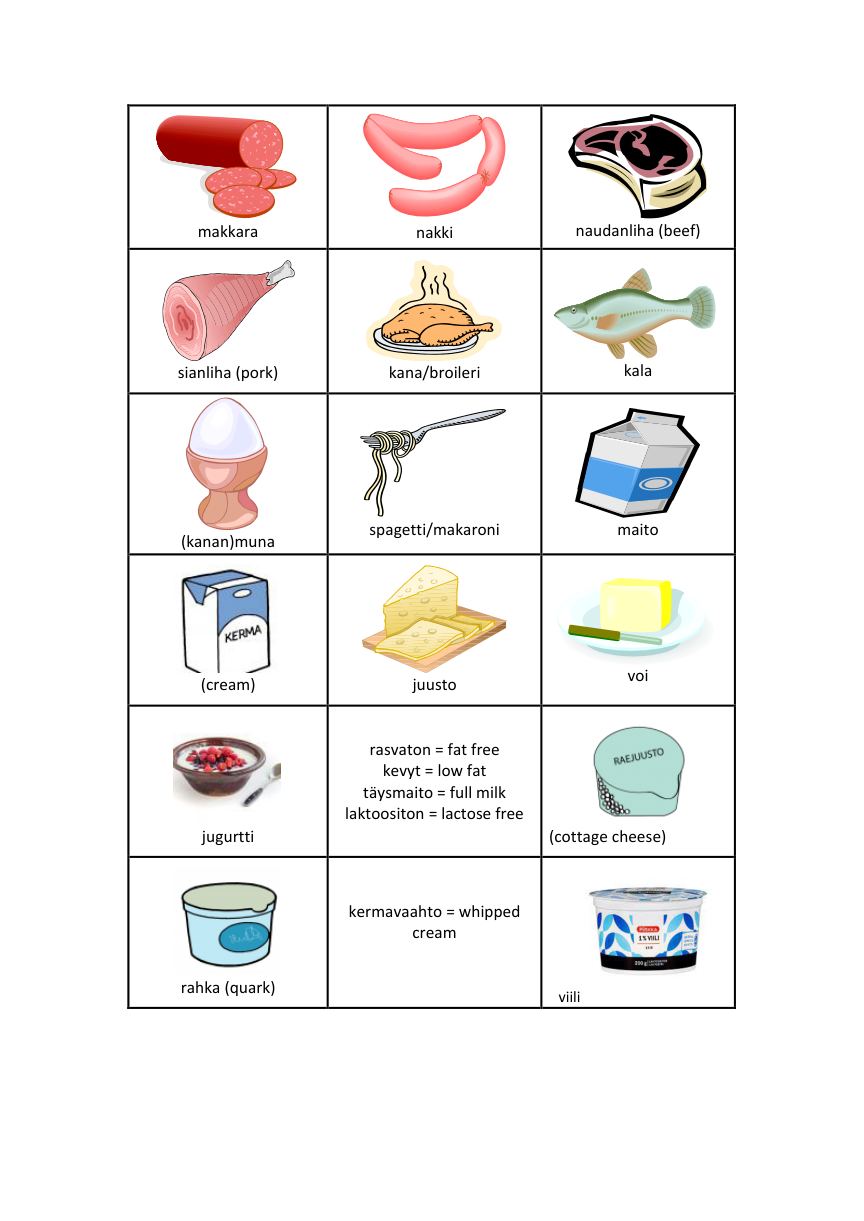 makkara
nakki
naudanliha (beef)
sianliha (pork)
kana/broileri
kala
(kanan)muna
spagetti/makaroni
maito
KERMA
(cream)
juusto
voi
jugurtti
rasvaton = fat free
kevyt = low fat
täysmaito = full milk
laktoositon = lactose free
RAEJUUSTO
(cottage cheese)
rahka (quark)
kermavaahto = whipped
cream
Pirkka
1 % VIILI
200 g
viili